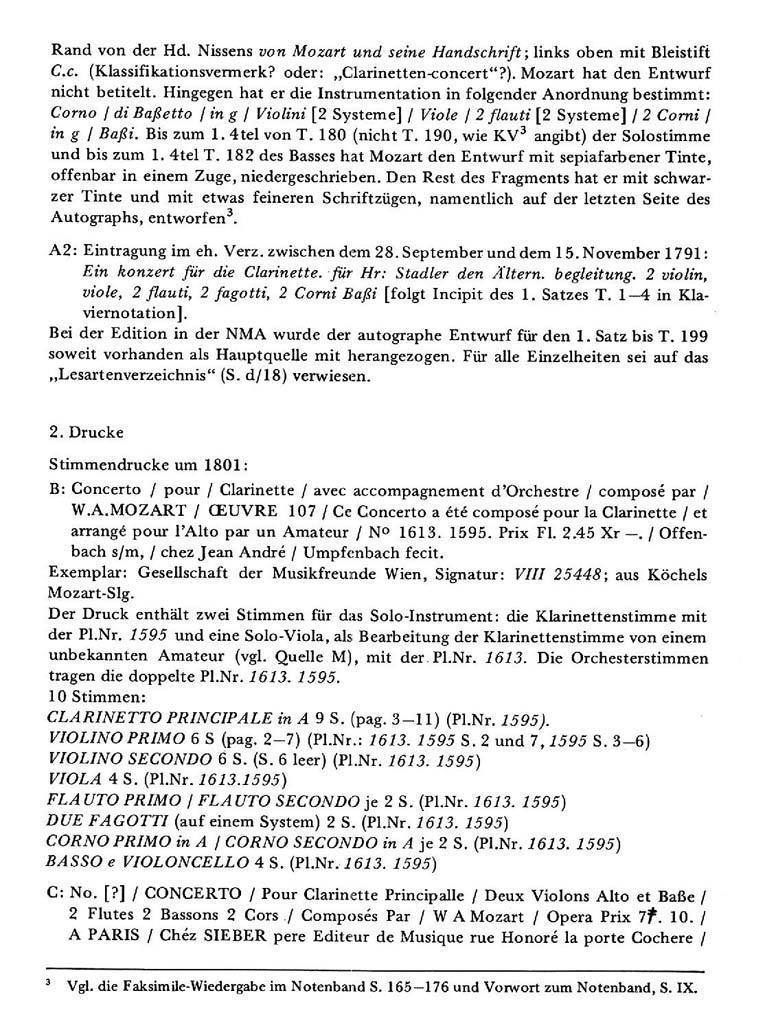 Rand von der Hd. Nissens von Mozart und seine Handschrift; links oben mit Bleistift
C.c. (Klassifikationsvermerk? oder: „Clarinetten-concert“?). Mozart hat den Entwurf
nicht betitelt. Hingegen hat er die Instrumentation in folgender Anordnung bestimmt:
Corno / di Baßetto / in g / Violini [2 Systeme] / Viole / 2 flauti [2 Systeme] / 2 Corni /
in g / Baßi. Bis zum 1. 4tel von T. 180 (nicht T. 190, wie KV³ angibt) der Solostimme
und bis zum 1. 4tel T. 182 des Basses hat Mozart den Entwurf mit sepiafarbener Tinte,
offenbar in einem Zuge, niedergeschrieben. Den Rest des Fragments hat er mit schwar-
zer Tinte und mit etwas feineren Schriftzügen, namentlich auf der letzten Seite des
Autographs, entworfen³.
A2: Eintragung im eh. Verz. zwischen dem 28. September und dem 15. November 1791:
Ein konzert für die Clarinette. für Hr: Stadler den Ältern. begleitung. 2 violin,
viole, 2 flauti, 2 fagotti, 2 Corni Baßi [folgt Incipit des 1. Satzes T. 1—4 in Kla-
viernotation].
Bei der Edition in der NMA wurde der autographe Entwurf für den 1. Satz bis T. 199
soweit vorhanden als Hauptquelle mit herangezogen. Für alle Einzelheiten sei auf das
„Lesartenverzeichnis“ (S. d/18) verwiesen.
2. Drucke
Stimmendrucke um 1801:
B: Concerto / pour / Clarinette / avec accompagnement d'Orchestre / composé par /
W.A.MOZART / ŒUVRE 107 / Ce Concerto a été composé pour la Clarinette / et
arrangé pour l'Alto par un Amateur / Nº 1613. 1595. Prix Fl. 2.45 Xr —. / Offen-
bach s/m, / chez Jean André / Umpfenbach fecit.
Exemplar: Gesellschaft der Musikfreunde Wien, Signatur: VIII 25448; aus Köchels
Mozart-Slg.
Der Druck enthält zwei Stimmen für das Solo-Instrument: die Klarinettenstimme mit
der Pl.Nr. 1595 und eine Solo-Viola, als Bearbeitung der Klarinettenstimme von einem
unbekannten Amateur (vgl. Quelle M), mit der Pl.Nr. 1613. Die Orchesterstimmen
tragen die doppelte Pl.Nr. 1613. 1595.
10 Stimmen:
CLARINETTO PRINCIPALE in A 9 S. (pag. 3—11) (Pl.Nr. 1595).
VIOLINO PRIMO 6 S (pag. 2—7) (Pl.Nr.: 1613. 1595 S. 2 und 7, 1595 S. 3—6)
VIOLINO SECONDO 6 S. (S. 6 leer) (Pl.Nr. 1613. 1595)
VIOLA 4 S. (Pl.Nr. 1613.1595)
FLAUTO PRIMO / FLAUTO SECONDO je 2 S. (Pl.Nr. 1613. 1595)
DUE FAGOTTI (auf einem System) 2 S. (Pl.Nr. 1613. 1595)
CORNO PRIMO in A / CORNO SECONDO in A je 2 S. (Pl.Nr. 1613. 1595)
BASSO e VIOLONCELLO 4 S. (Pl.Nr. 1613. 1595)
C: No. [?] / CONCERTO / Pour Clarinette Principalle / Deux Violons Alto et Baße /
2 Flutes 2 Bassons 2 Cors / Composés Par / W A Mozart / Opera Prix 7 10. /
A PARIS / Chéz SIEBER pere Editeur de Musique rue Honoré la porte Cochere /
³ Vgl. die Faksimile-Wiedergabe im Notenband S. 165—176 und Vorwort zum Notenband, S. IX.